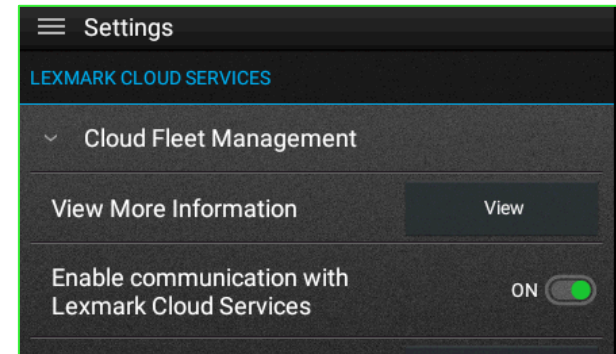 Settings
LEXMARK CLOUD SERVICES
Cloud Fleet Management
View More Information
View
Enable communication with
Lexmark Cloud Services
ON